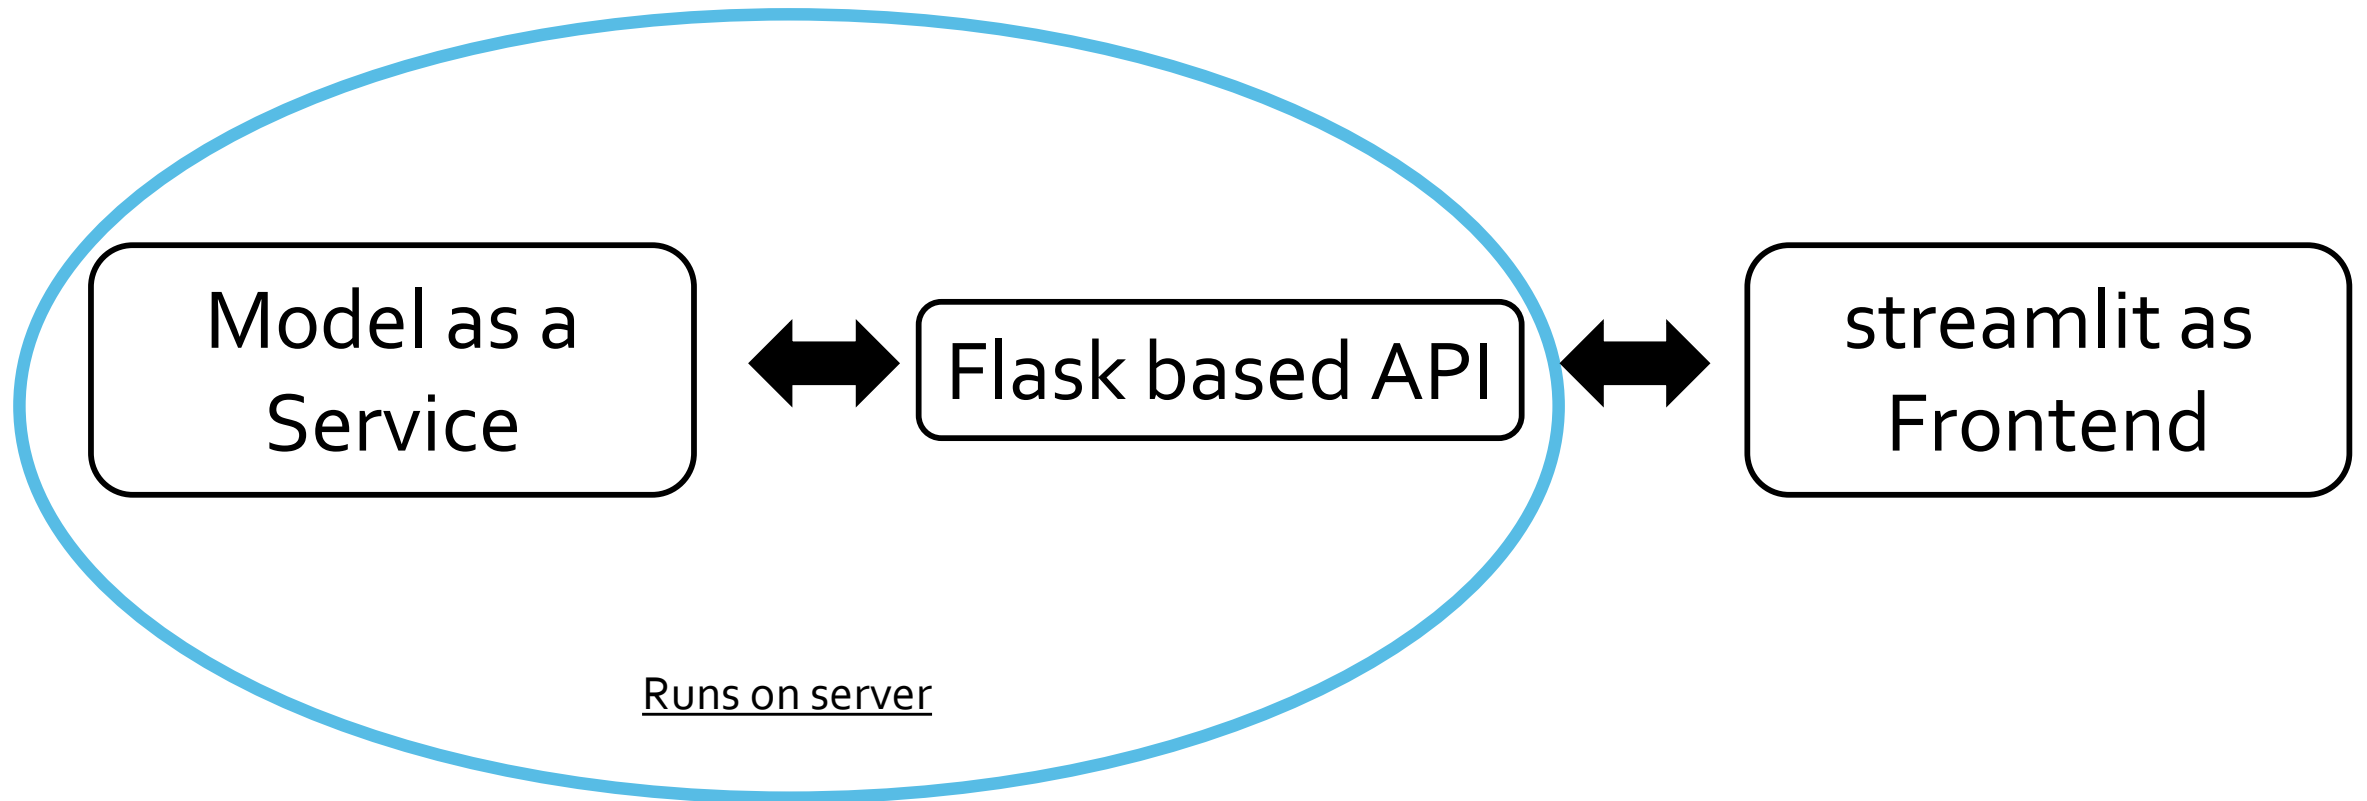 Model as a
Service
Flask based API
streamlit as
Frontend
Runs on server